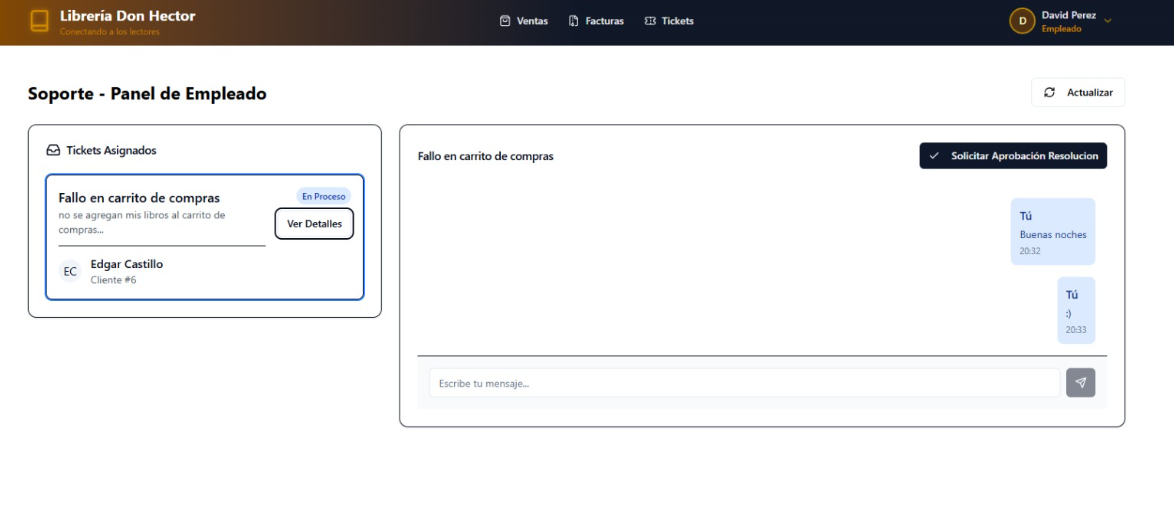 Librería Don Hector
Conectando a los lectores
Ventas
Facturas
Tickets
D
David Perez
Empleado
Soporte - Panel de Empleado
Actualizar
Tickets Asignados
Fallo en carrito de compras
En Proceso
no se agregan mis libros al carrito de
compras...
Ver Detalles
EC
Edgar Castillo
Cliente #6
Fallo en carrito de compras
Solicitar Aprobación Resolucion
Tú
Buenas noches
20:32
Tú
:)
20:33
Escribe tu mensaje...